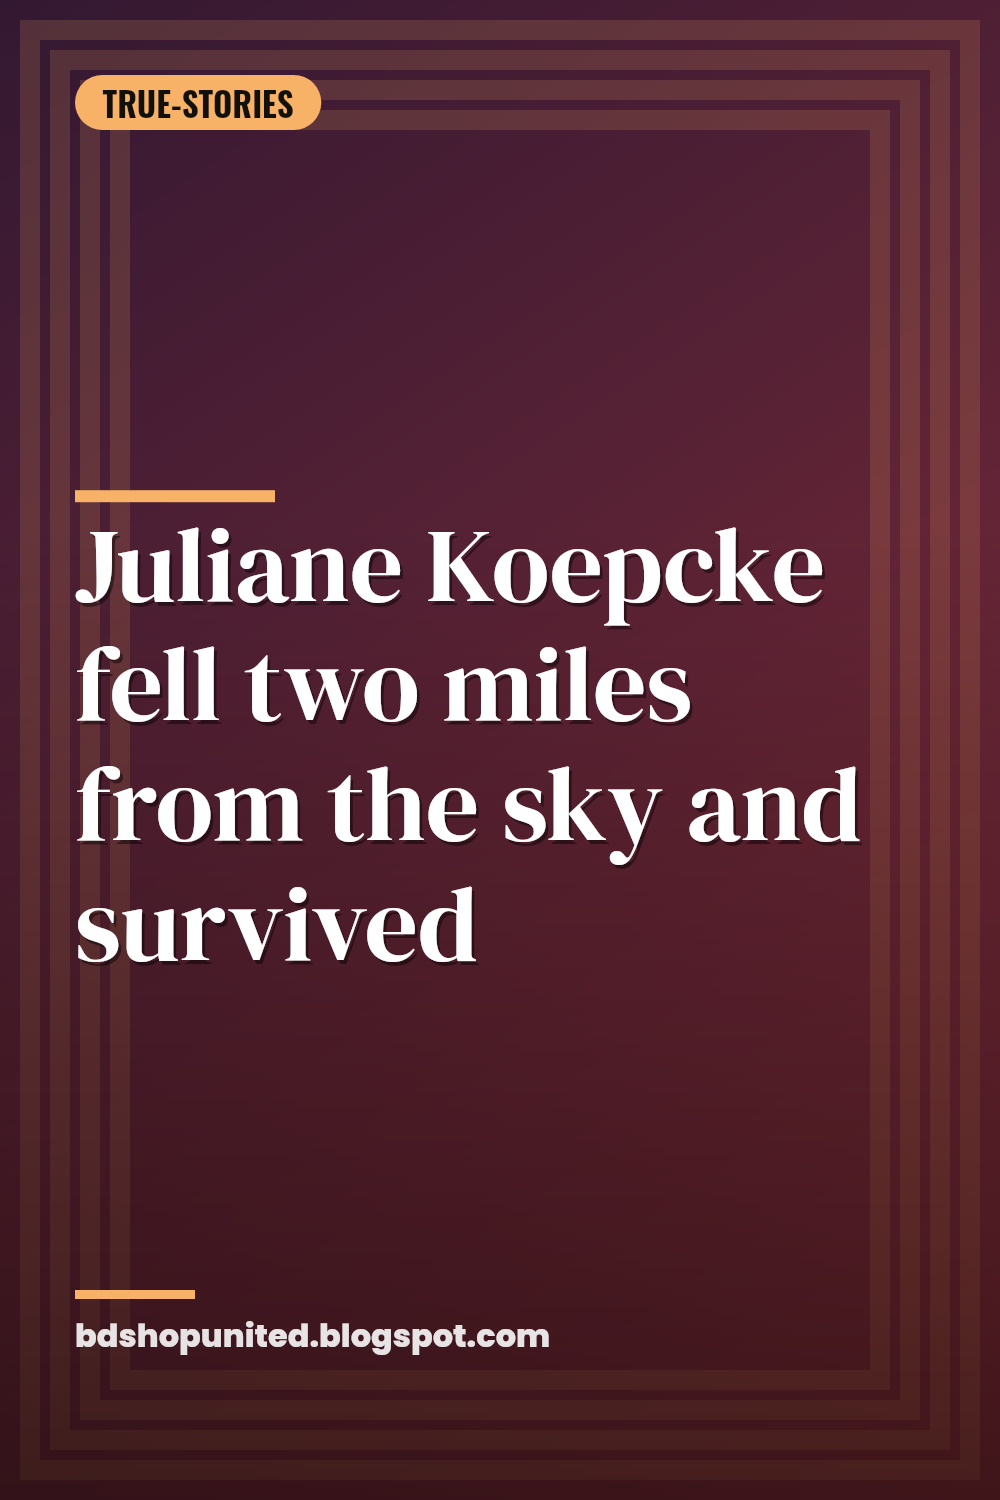 TRUE-STORIES
Juliane Koepcke
fell two miles
from the sky and
survived
bdshopunited.blogspot.com